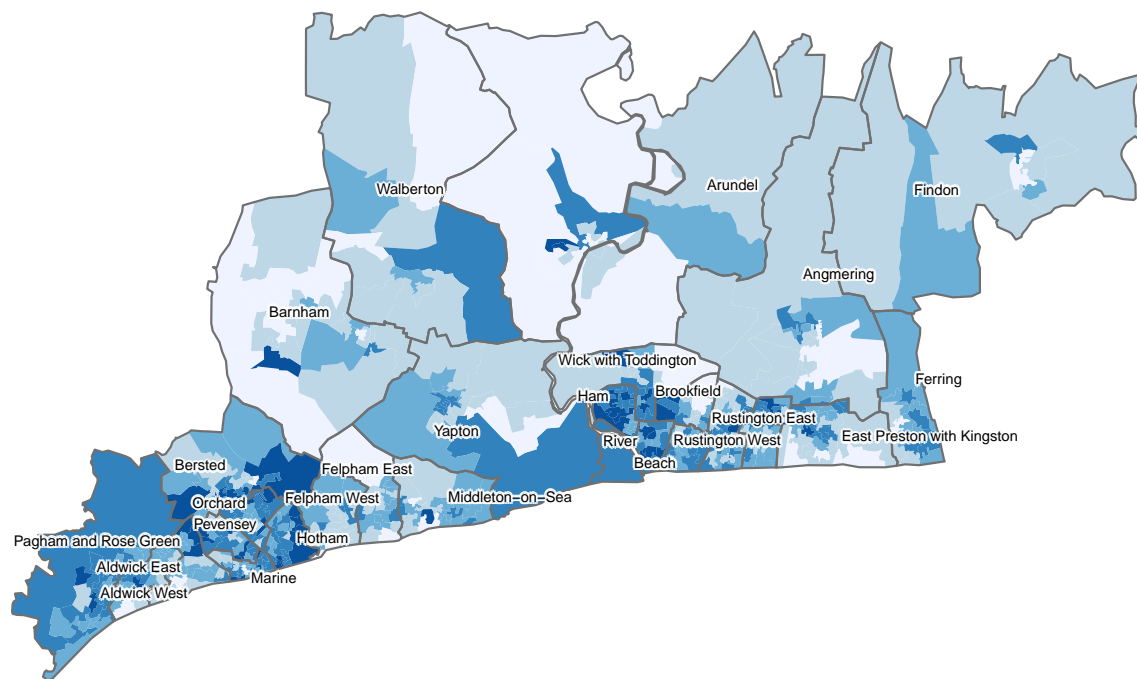 Walberton
Arundel
Findon
Angmering
Barnham
Wick with Toddington
Ferring
Ham
Brookfield
Rustington East
Yapton
River
Rustington West
East Preston with Kingston
Beach
Bersted
Felpham East
Orchard
Felpham West
Middleton–on–Sea
Pevensey
Pagham and Rose Green
Hotham
Aldwick East
Marine
Aldwick West